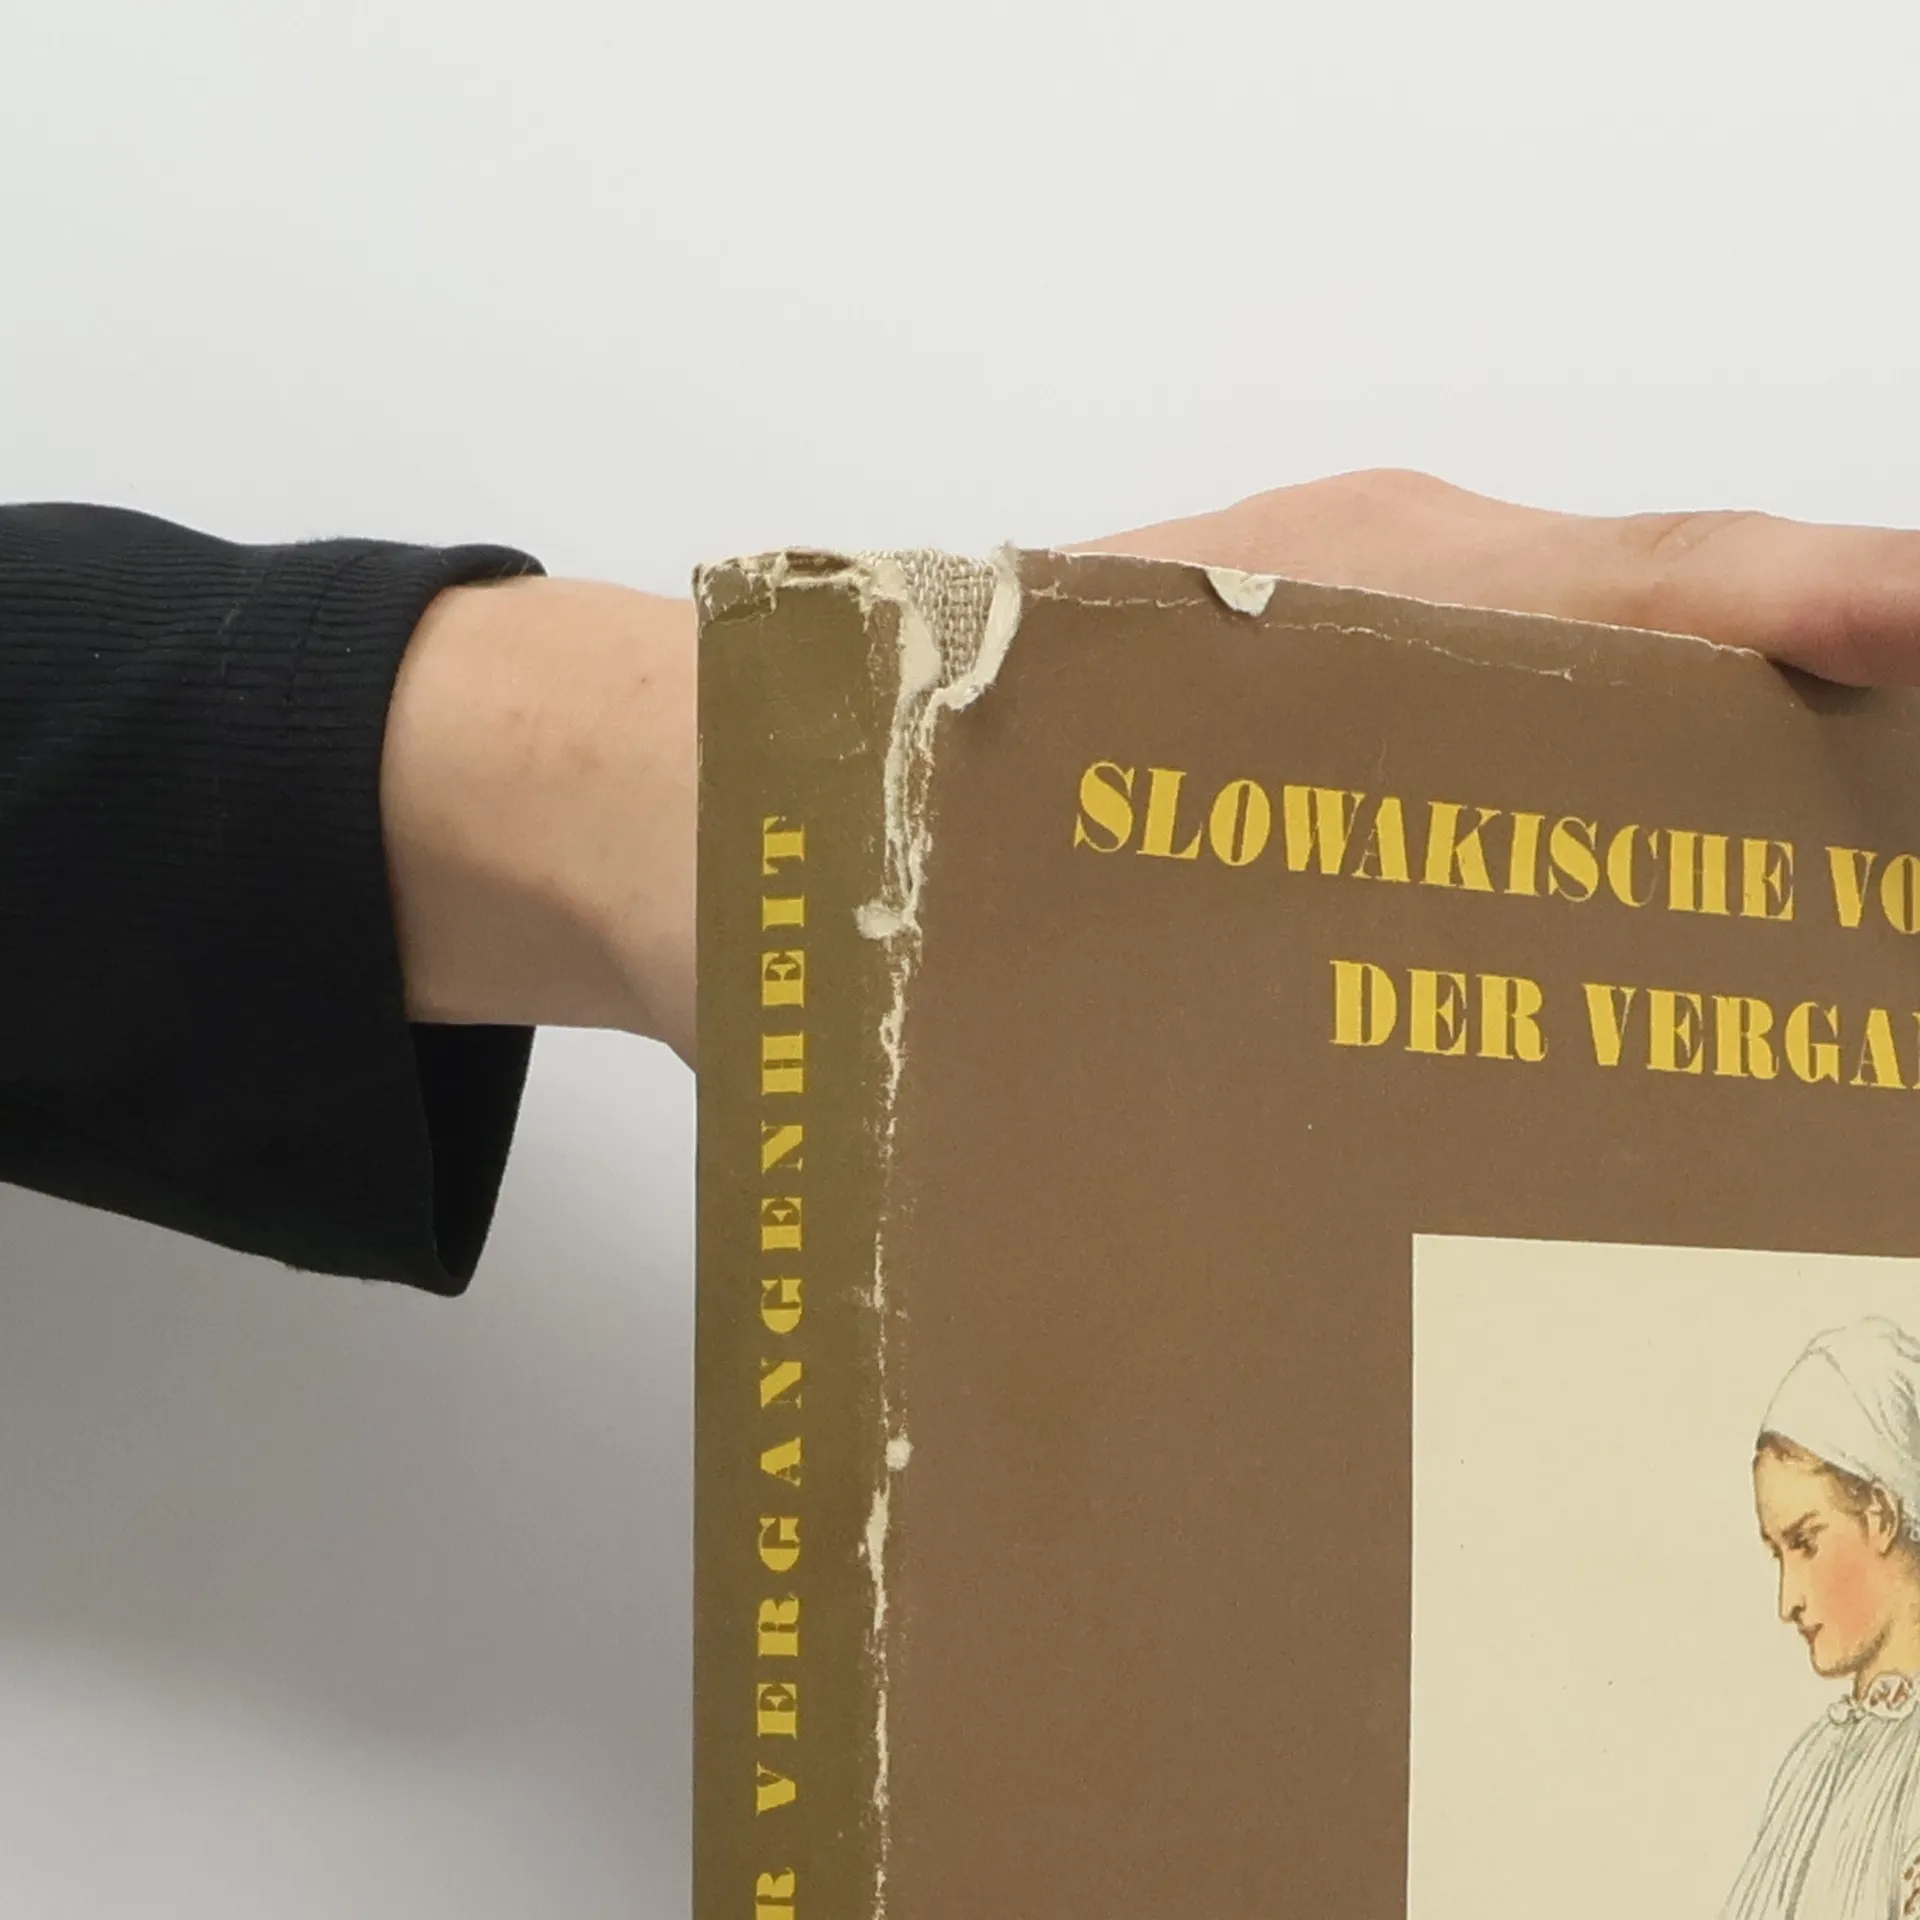 SLOWAKISCHE VO
DER VERGA
R VERGANGENHEIT